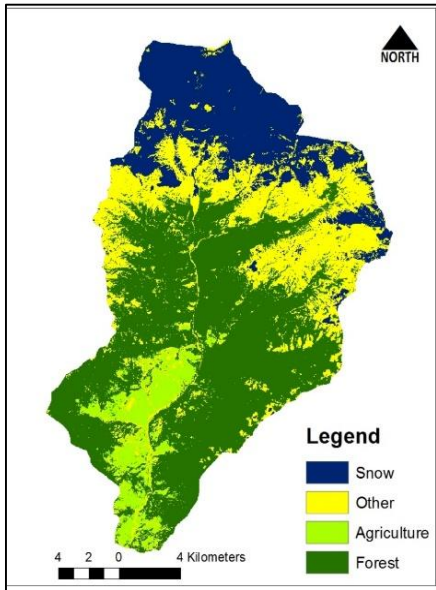 NORTH
Legend
Snow
Other
Agriculture
Forest
4 2 0 4 Kilometers